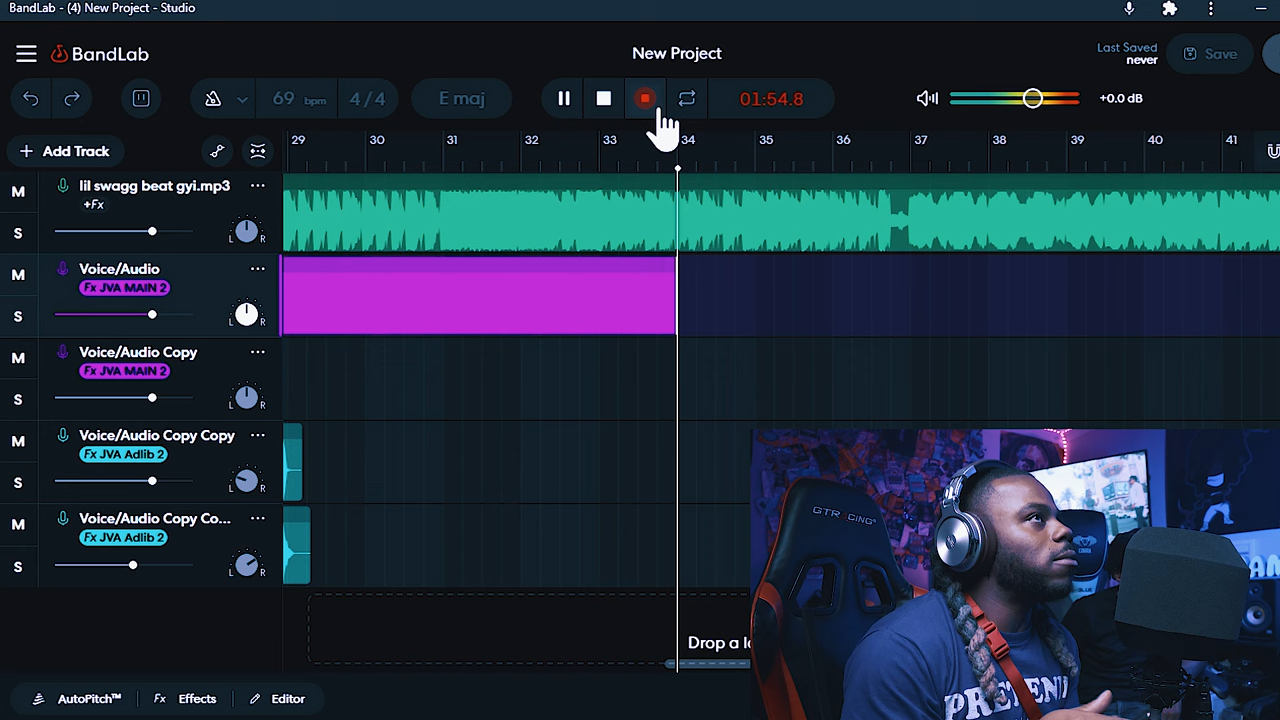 BandLab - (4) New Project - Studio
BandLab
New Project
Last Saved
never
Save
69 bpm
4/4
E maj
01:54.8
+0.0 dB
+ Add Track
29 30 31 32 33 34 35 36 37 38 39 40 41
M
lil swagg beat gyi.mp3
+Fx
S
L R
M
Voice/Audio
Fx JVA MAIN 2
S
L R
M
Voice/Audio Copy
Fx JVA MAIN 2
S
L R
M
Voice/Audio Copy Copy
Fx JVA Adlib 2
S
L R
M
Voice/Audio Copy Co...
Fx JVA Adlib 2
S
L R
Drop a lo
GTRACING
PRETEND
AutoPitch™
Fx Effects
Editor